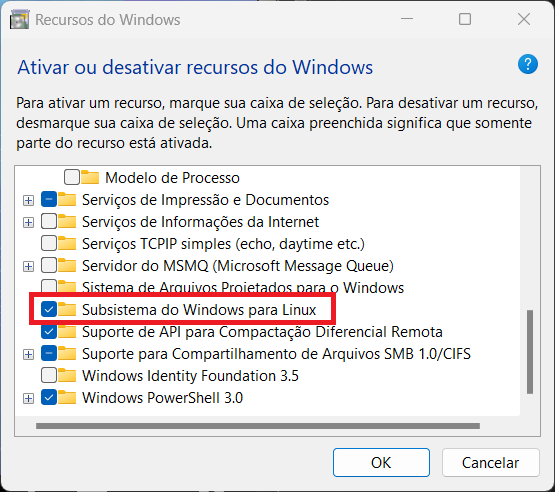 Recursos do Windows
Ativar ou desativar recursos do Windows
?
Para ativar um recurso, marque sua caixa de seleção. Para desativar um recurso,
desmarque sua caixa de seleção. Uma caixa preenchida significa que somente
parte do recurso está ativada.
Modelo de Processo
Serviços de Impressão e Documentos
Serviços de Informações da Internet
Serviços TCPIP simples (echo, daytime etc.)
Servidor do MSMQ (Microsoft Message Queue)
Sistema de Arquivos Projetados para o Windows
Subsistema do Windows para Linux
Suporte de API para Compactação Diferencial Remota
Suporte para Compartilhamento de Arquivos SMB 1.0/CIFS
Windows Identity Foundation 3.5
Windows PowerShell 3.0
OK
Cancelar